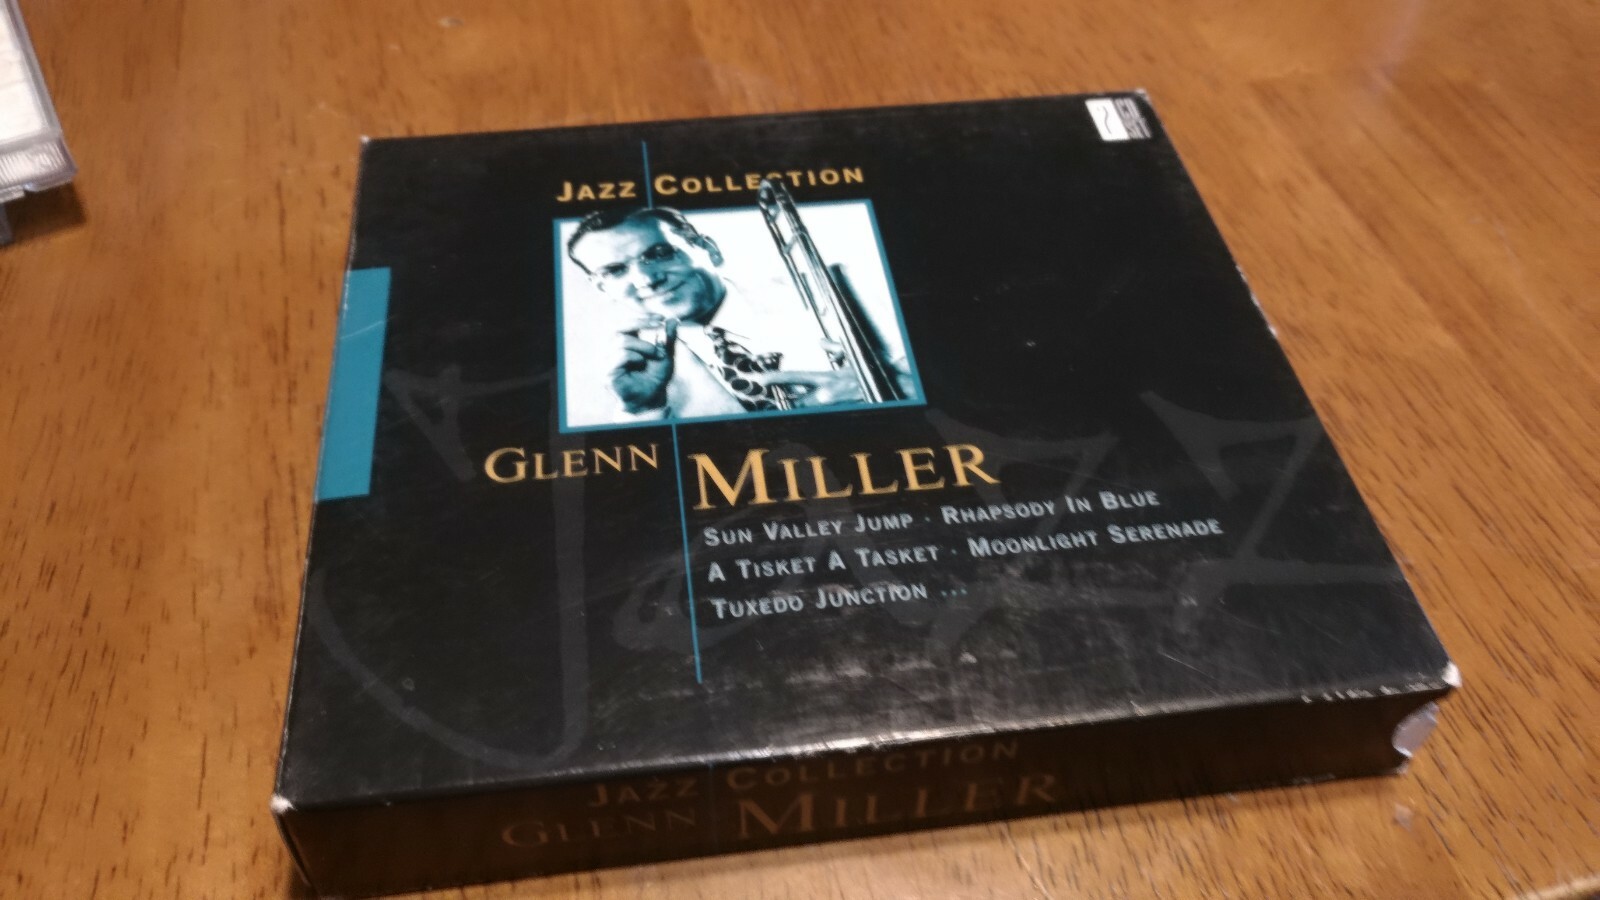 JAZZ COLLECTION
GLENN MILLER
SUN VALLEY JUMP · RHAPSODY IN BLUE
A TISKET A TASKET · MOONLIGHT SERENADE
TUXEDO JUNCTION ...
Jazz
JAZZ COLLECTION
GLENN MILLER